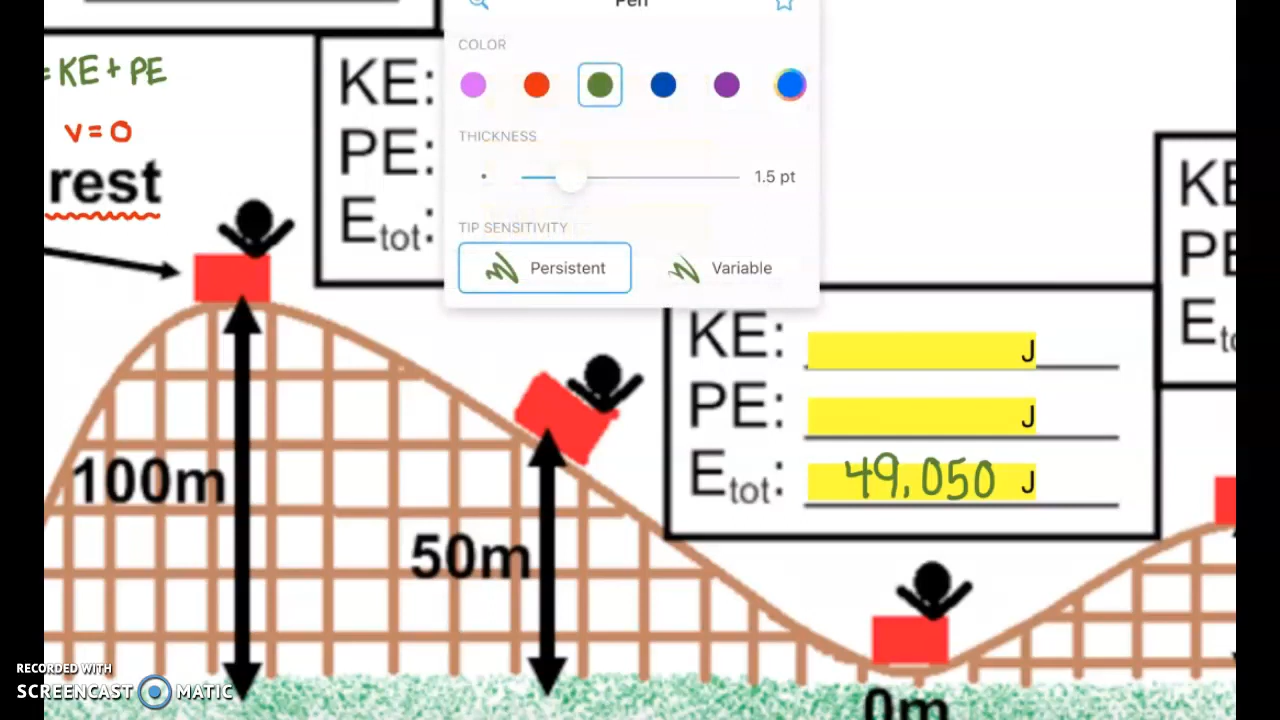 Pen
COLOR
= KE + PE
KE:
THICKNESS
v = 0
PE:
1.5 pt
rest
KE
Etot:
TIP SENSITIVITY
PE
Persistent
Variable
KE: J
PE: J
100m
Etot: 49,050 J
50m
RECORDED WITH
SCREENCAST MATIC
0m